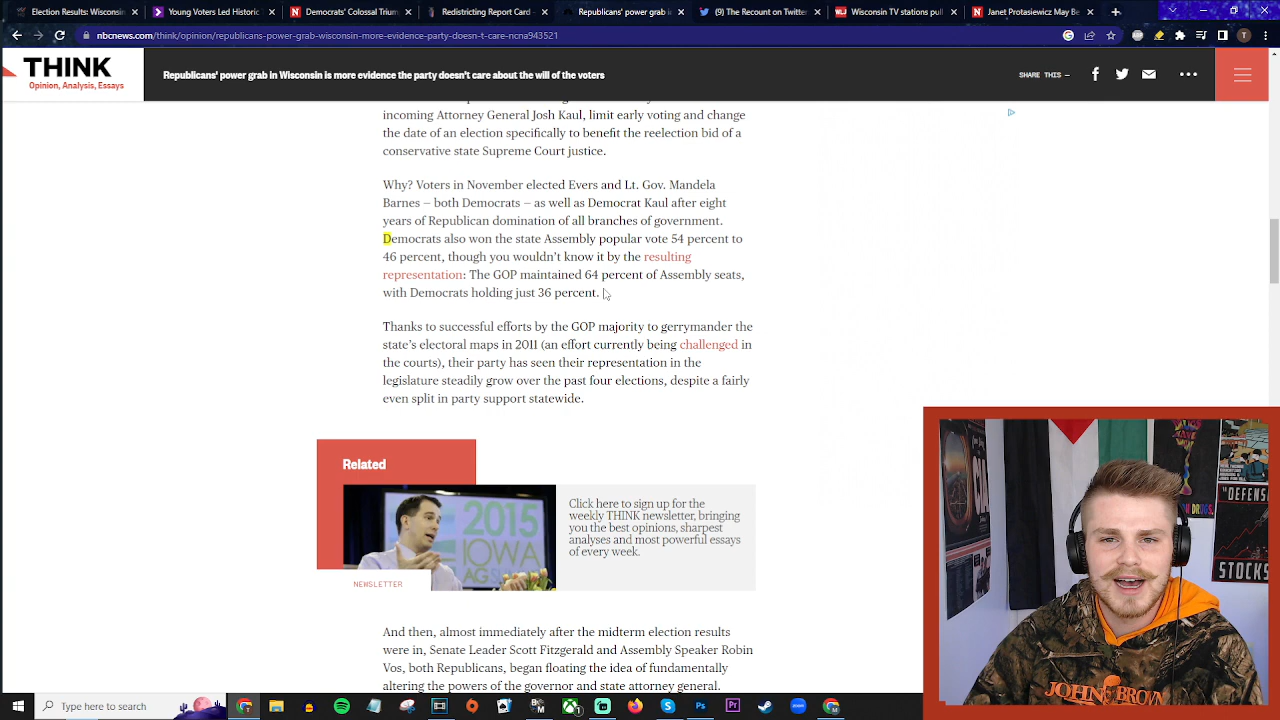 The Recount: Wisconsin
Young Voters Led Historic
Democrats' Colossal Trium
Redistricting Report Card
Republicans' power grab i
(9) The Recount on Twitter
Wisconsin TV stations pull
Janet Protasiewicz May Be
nbcnews.com/think/opinion/republicans-power-grab-wisconsin-more-evidence-party-doesn-t-care-ncna943521
THINK
Opinion, Analysis, Essays
Republicans' power grab in Wisconsin is more evidence the party doesn't care about the will of the voters
SHARE THIS —
incoming Attorney General Josh Kaul, limit early voting and change
the date of an election specifically to benefit the reelection bid of a
conservative state Supreme Court justice.
Why? Voters in November elected Evers and Lt. Gov. Mandela
Barnes — both Democrats — as well as Democrat Kaul after eight
years of Republican domination of all branches of government.
Democrats also won the state Assembly popular vote 54 percent to
46 percent, though you wouldn't know it by the resulting
representation: The GOP maintained 64 percent of Assembly seats,
with Democrats holding just 36 percent.
Thanks to successful efforts by the GOP majority to gerrymander the
state's electoral maps in 2011 (an effort currently being challenged in
the courts), their party has seen their representation in the
legislature steadily grow over the past four elections, despite a fairly
even split in party support statewide.
Related
2015
IOWA
AG SU
NEWSLETTER
Click here to sign up for the
weekly THINK newsletter, bringing
you the best opinions, sharpest
analyses and most powerful essays
of every week.
And then, almost immediately after the midterm election results
were in, Senate Leader Scott Fitzgerald and Assembly Speaker Robin
Vos, both Republicans, began floating the idea of fundamentally
altering the powers of the governor and state attorney general.
CIA
"DEFENS
STOCKS
JOHN BROWN
Type here to search